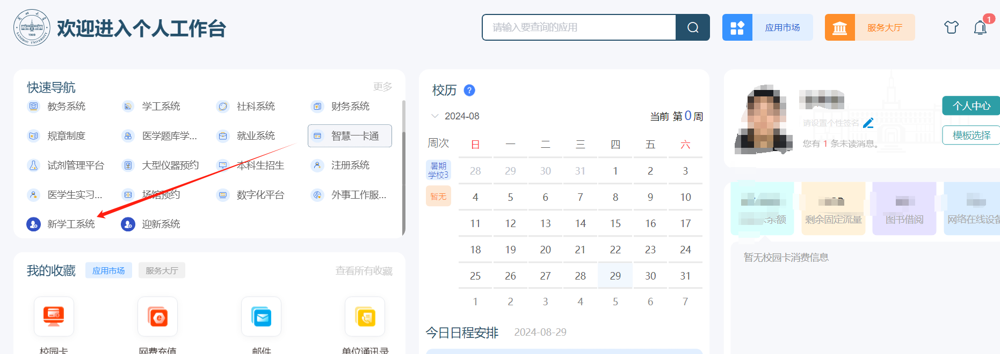 兰州大学
1909
LANZHOU UNIVERSITY
欢迎进入个人工作台
请输入要查询的应用
应用市场
服务大厅
1
快速导航
更多
教务系统
学工系统
社科系统
财务系统
规章制度
医学题库学...
就业系统
智慧一卡通
试剂管理平台
大型仪器预约
本科生招生
注册系统
医学生实习...
场馆预约
数字化平台
外事工作服...
新学工系统
迎新系统
我的收藏
应用市场
服务大厅
查看所有收藏
校园卡
网费充值
邮件
单位通讯录
校历 ?
2024-08
当前 第0周
周次 日 一 二 三 四 五 六
暑期
学校3
28 29 30 31 1 2 3
暂无
4 5 6 7 8 9 10
11 12 13 14 15 16 17
18 19 20 21 22 23 24
25 26 27 28 29 30 31
1 2 3 4 5 6 7
今日日程安排 2024-08-29
请设置个性签名
您有 1 条未读消息。
个人中心
模板选择
余额
剩余固定流量
图书借阅
网络在线设备
暂无校园卡消费信息